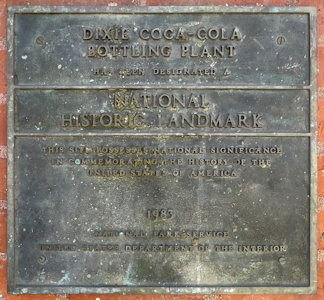 DIXIE COCA-COLA
BOTTLING PLANT
HAS BEEN DESIGNATED A
NATIONAL
HISTORIC LANDMARK
THIS SITE POSSESSES NATIONAL SIGNIFICANCE
IN COMMEMORATING THE HISTORY OF THE
UNITED STATES OF AMERICA
1983
NATIONAL PARK SERVICE
UNITED STATES DEPARTMENT OF THE INTERIOR